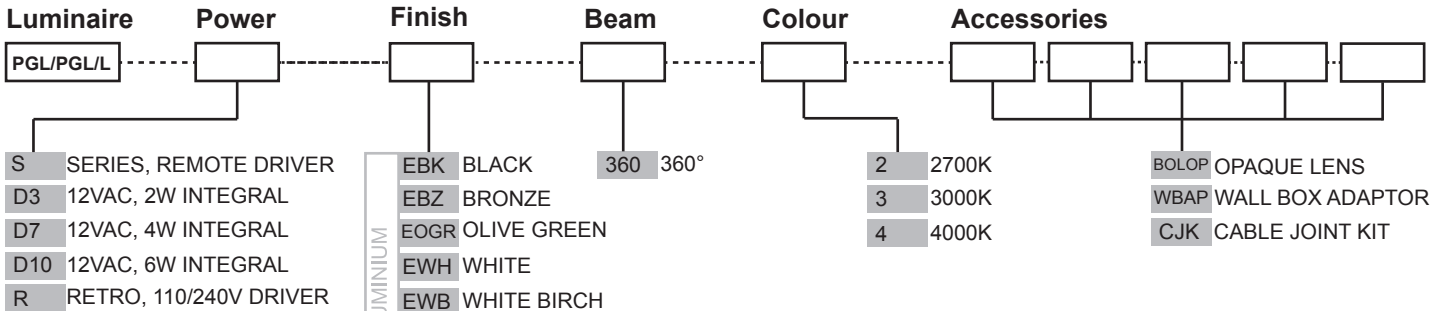 Luminaire Power Finish Beam Colour Accessories
PGL/PGL/L
S SERIES, REMOTE DRIVER EBK BLACK 360 360° 2 2700K BOLOP OPAQUE LENS
D3 12VAC, 2W INTEGRAL EBZ BRONZE 3 3000K WBAP WALL BOX ADAPTOR
D7 12VAC, 4W INTEGRAL EOGR OLIVE GREEN 4 4000K CJK CABLE JOINT KIT
D10 12VAC, 6W INTEGRAL EWH WHITE
R RETRO, 110/240V DRIVER EWB WHITE BIRCH